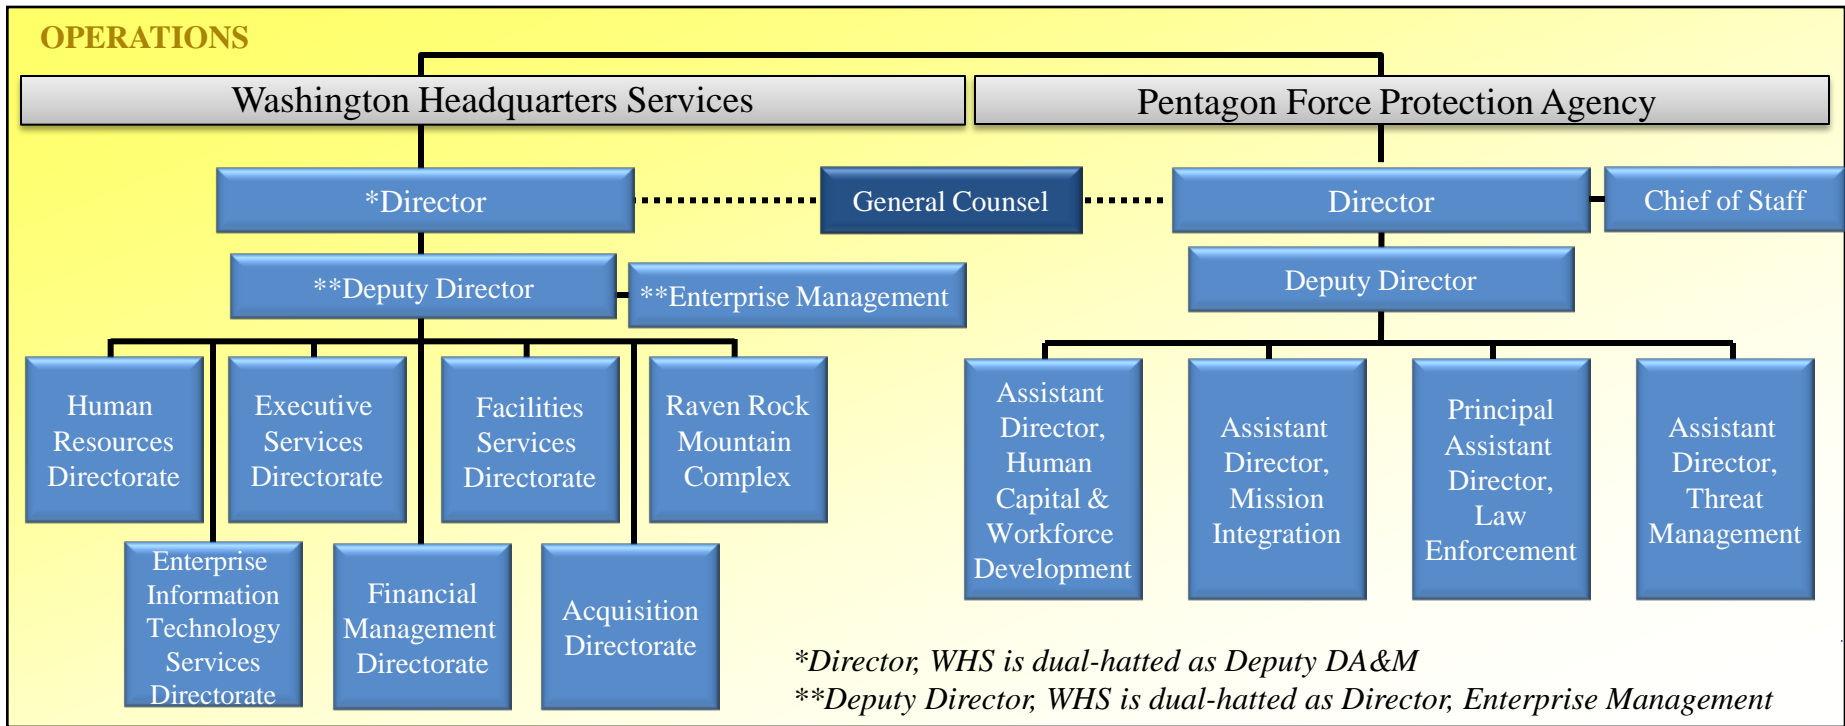 OPERATIONS
Washington Headquarters Services
Pentagon Force Protection Agency
*Director
General Counsel
Director
Chief of Staff
**Deputy Director
**Enterprise Management
Deputy Director
Human
Resources
Directorate
Executive
Services
Directorate
Facilities
Services
Directorate
Raven Rock
Mountain
Complex
Enterprise
Information
Technology
Services
Directorate
Financial
Management
Directorate
Acquisition
Directorate
Assistant
Director,
Human
Capital &
Workforce
Development
Assistant
Director,
Mission
Integration
Principal
Assistant
Director,
Law
Enforcement
Assistant
Director,
Threat
Management
*Director, WHS is dual-hatted as Deputy DA&M
**Deputy Director, WHS is dual-hatted as Director, Enterprise Management